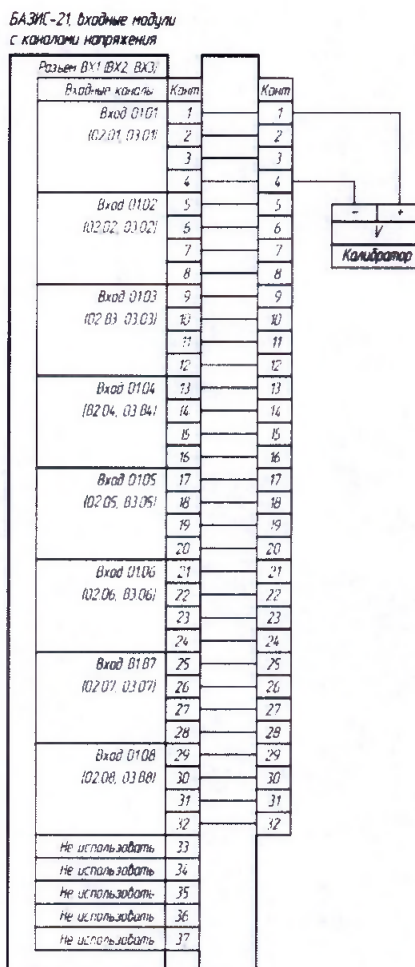 БАЗИС-21, входные модули
с каналами напряжения
Разъем ВХ1 (ВХ2, ВХ3)
Входные каналы Конт Конт
Вход 01.01 1 1
(02.01, 03.01) 2 2
3 3
4 4
Вход 01.02 5 5
(02.02, 03.02) 6 6
7 7
8 8
Вход 01.03 9 9
(02.03, 03.03) 10 10
11 11
12 12
Вход 01.04 13 13
(02.04, 03.04) 14 14
15 15
16 16
Вход 01.05 17 17
(02.05, 03.05) 18 18
19 19
20 20
Вход 01.06 21 21
(02.06, 03.06) 22 22
23 23
24 24
Вход 01.07 25 25
(02.07, 03.07) 26 26
27 27
28 28
Вход 01.08 29 29
(02.08, 03.08) 30 30
31 31
32 32
Не использовать 33
Не использовать 34
Не использовать 35
Не использовать 36
Не использовать 37
- +
V
Калибратор